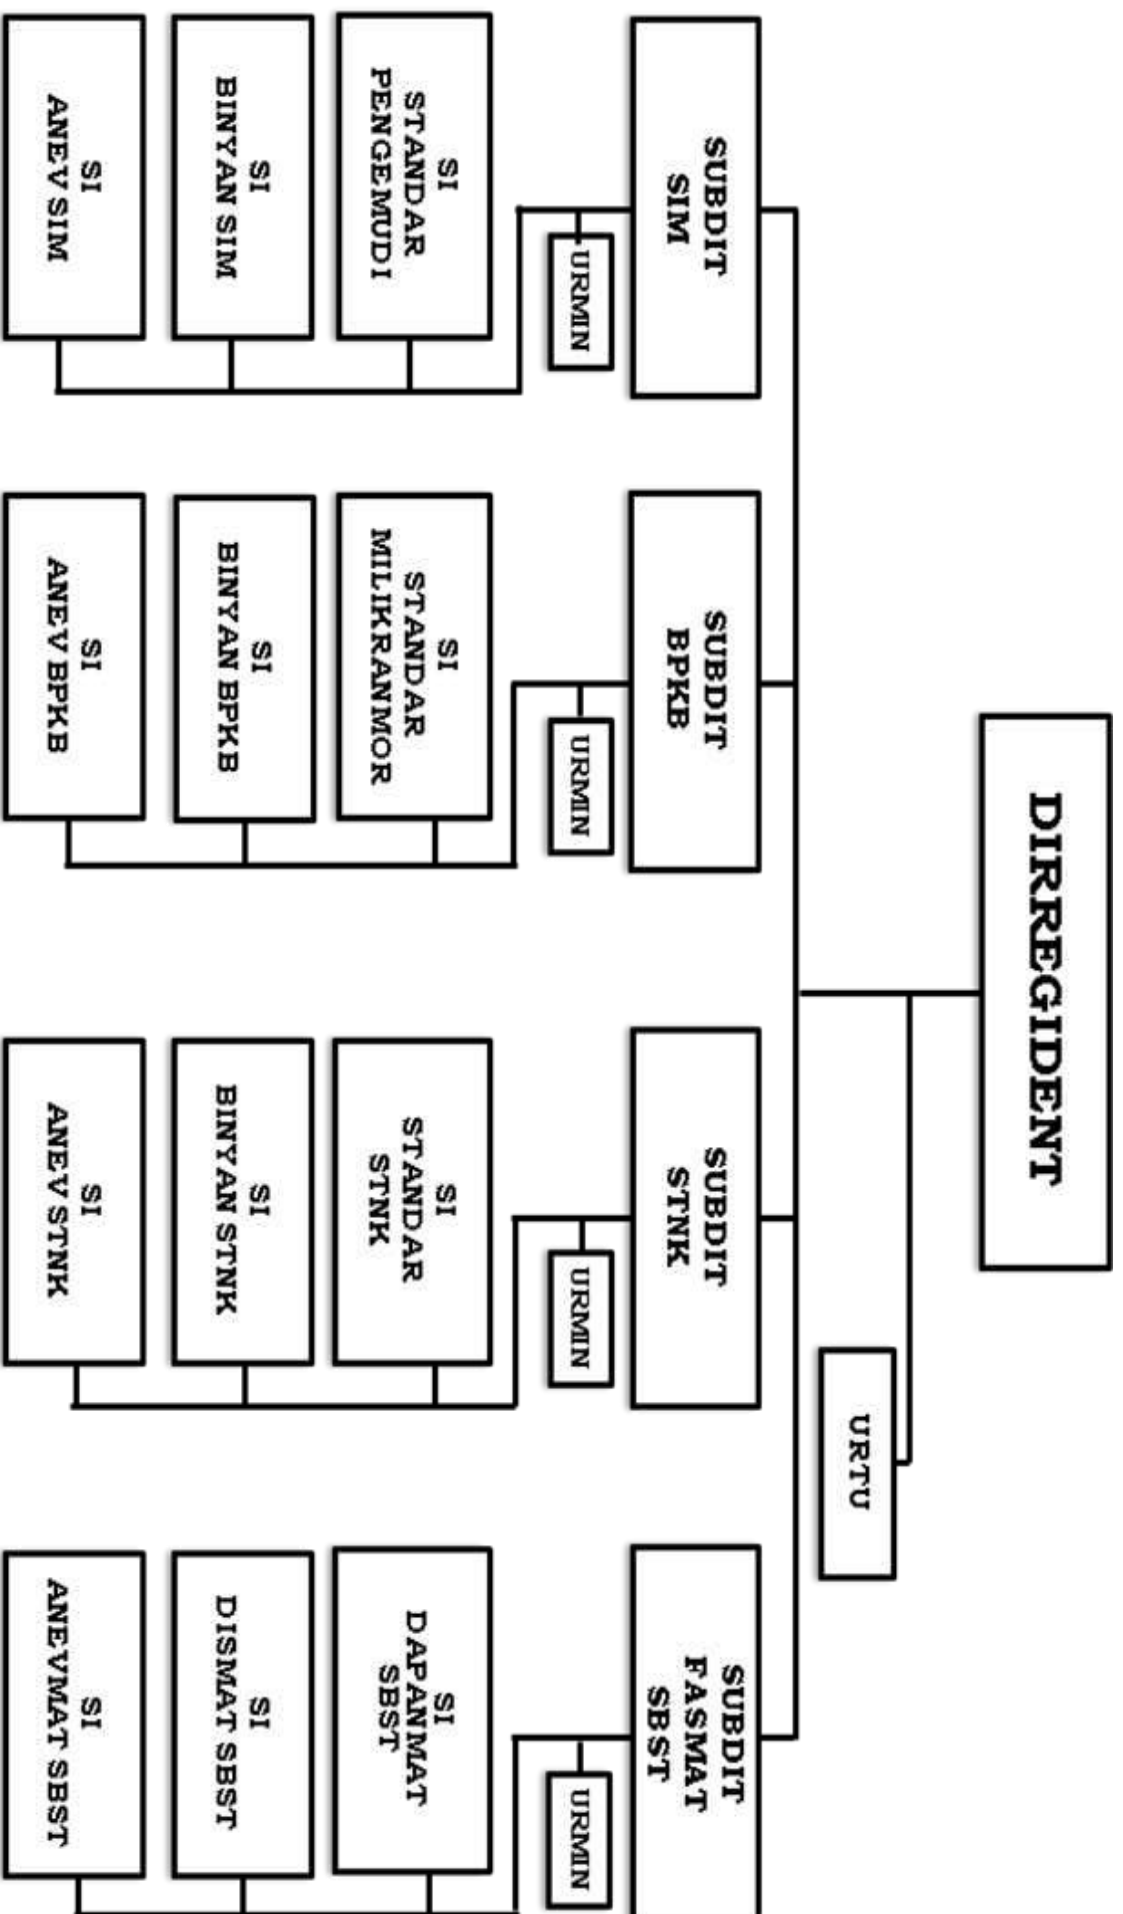 DIRREGIDENT
URTU
SUBDIT
SIM
SUBDIT
BPKB
SUBDIT
STNK
SUBDIT
FASMAT
SBST
URMIN
URMIN
URMIN
URMIN
SI
STANDAR
PENGEMUDI
SI
STANDAR
MILIKRANMOR
SI
STANDAR
STNK
SI
DAPANMAT
SBST
SI
BINYAN SIM
SI
BINYAN BPKB
SI
BINYAN STNK
SI
DISMAT SBST
SI
ANEV SIM
SI
ANEV BPKB
SI
ANEV STNK
SI
ANEVMAT SBST